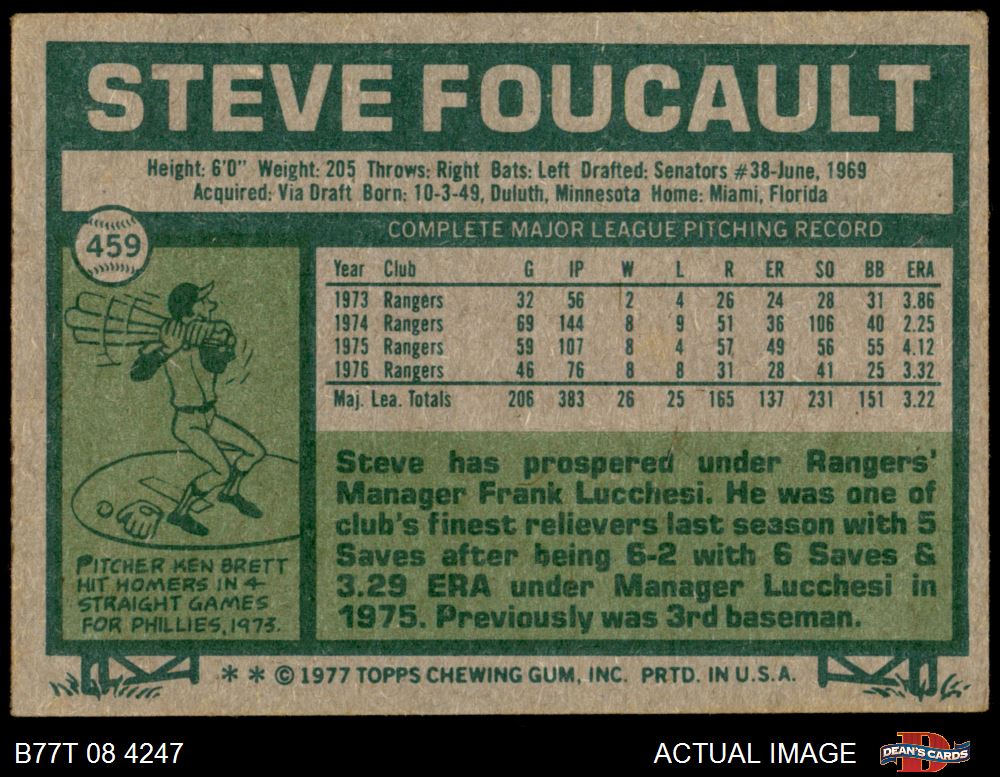 STEVE FOUCAULT
Height: 6'0" Weight: 205 Throws: Right Bats: Left Drafted: Senators #38-June, 1969
Acquired: Via Draft Born: 10-3-49, Duluth, Minnesota Home: Miami, Florida
459
COMPLETE MAJOR LEAGUE PITCHING RECORD
Year Club G IP W L R ER SO BB ERA
1973 Rangers 32 56 2 4 26 24 28 31 3.86
1974 Rangers 69 144 8 9 51 36 106 40 2.25
1975 Rangers 59 107 8 4 57 49 56 55 4.12
1976 Rangers 46 76 8 8 31 28 41 25 3.32
Maj. Lea. Totals 206 383 26 25 165 137 231 151 3.22
PITCHER KEN BRETT
HIT HOMERS IN 4
STRAIGHT GAMES
FOR PHILLIES, 1973.
Steve has prospered under Rangers'
Manager Frank Lucchesi. He was one of
club's finest relievers last season with 5
Saves after being 6-2 with 6 Saves &
3.29 ERA under Manager Lucchesi in
1975. Previously was 3rd baseman.
* * © 1977 TOPPS CHEWING GUM, INC. PRTD. IN U.S.A.
B77T 08 4247
ACTUAL IMAGE
DEAN'S CARDS